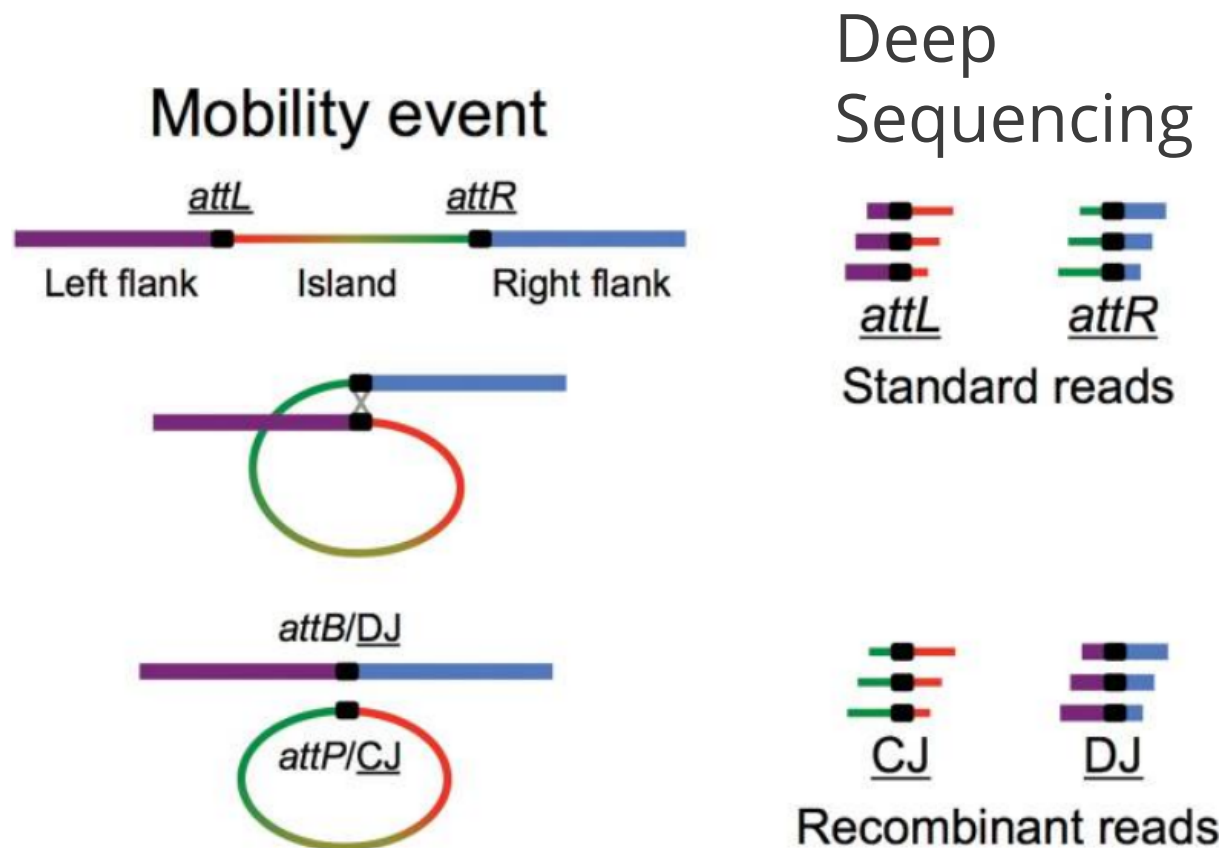 Mobility event
attL
attR
Left flank
Island
Right flank
attB/DJ
attP/CJ
Deep
Sequencing
attL
attR
Standard reads
CJ
DJ
Recombinant reads